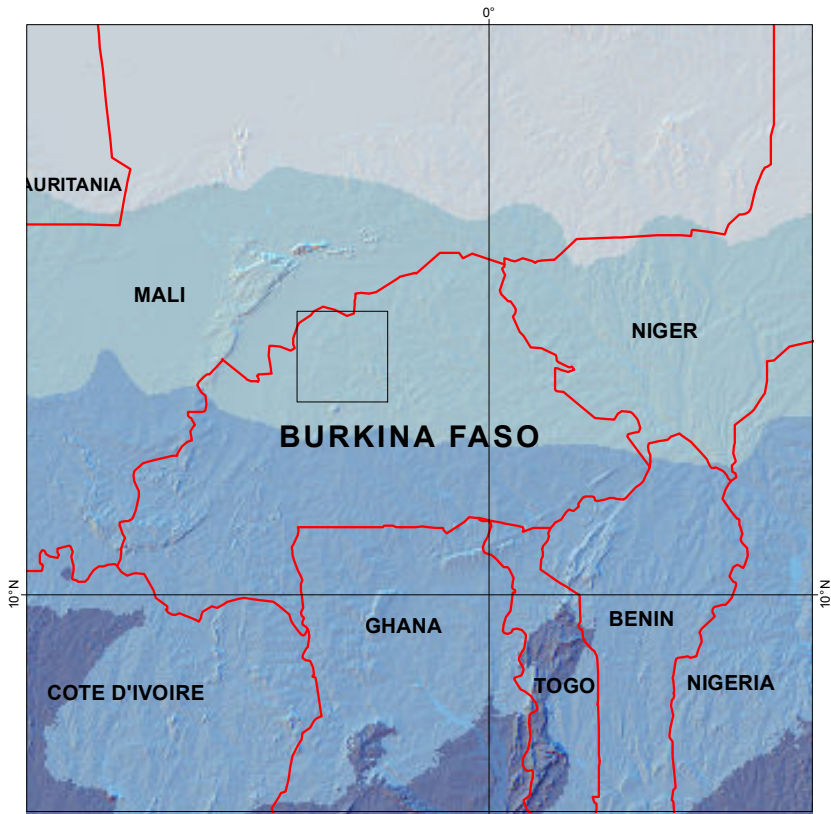 0°
AURITANIA
MALI
NIGER
BURKINA FASO
10°N
10°N
GHANA
BENIN
COTE D'IVOIRE
TOGO
NIGERIA